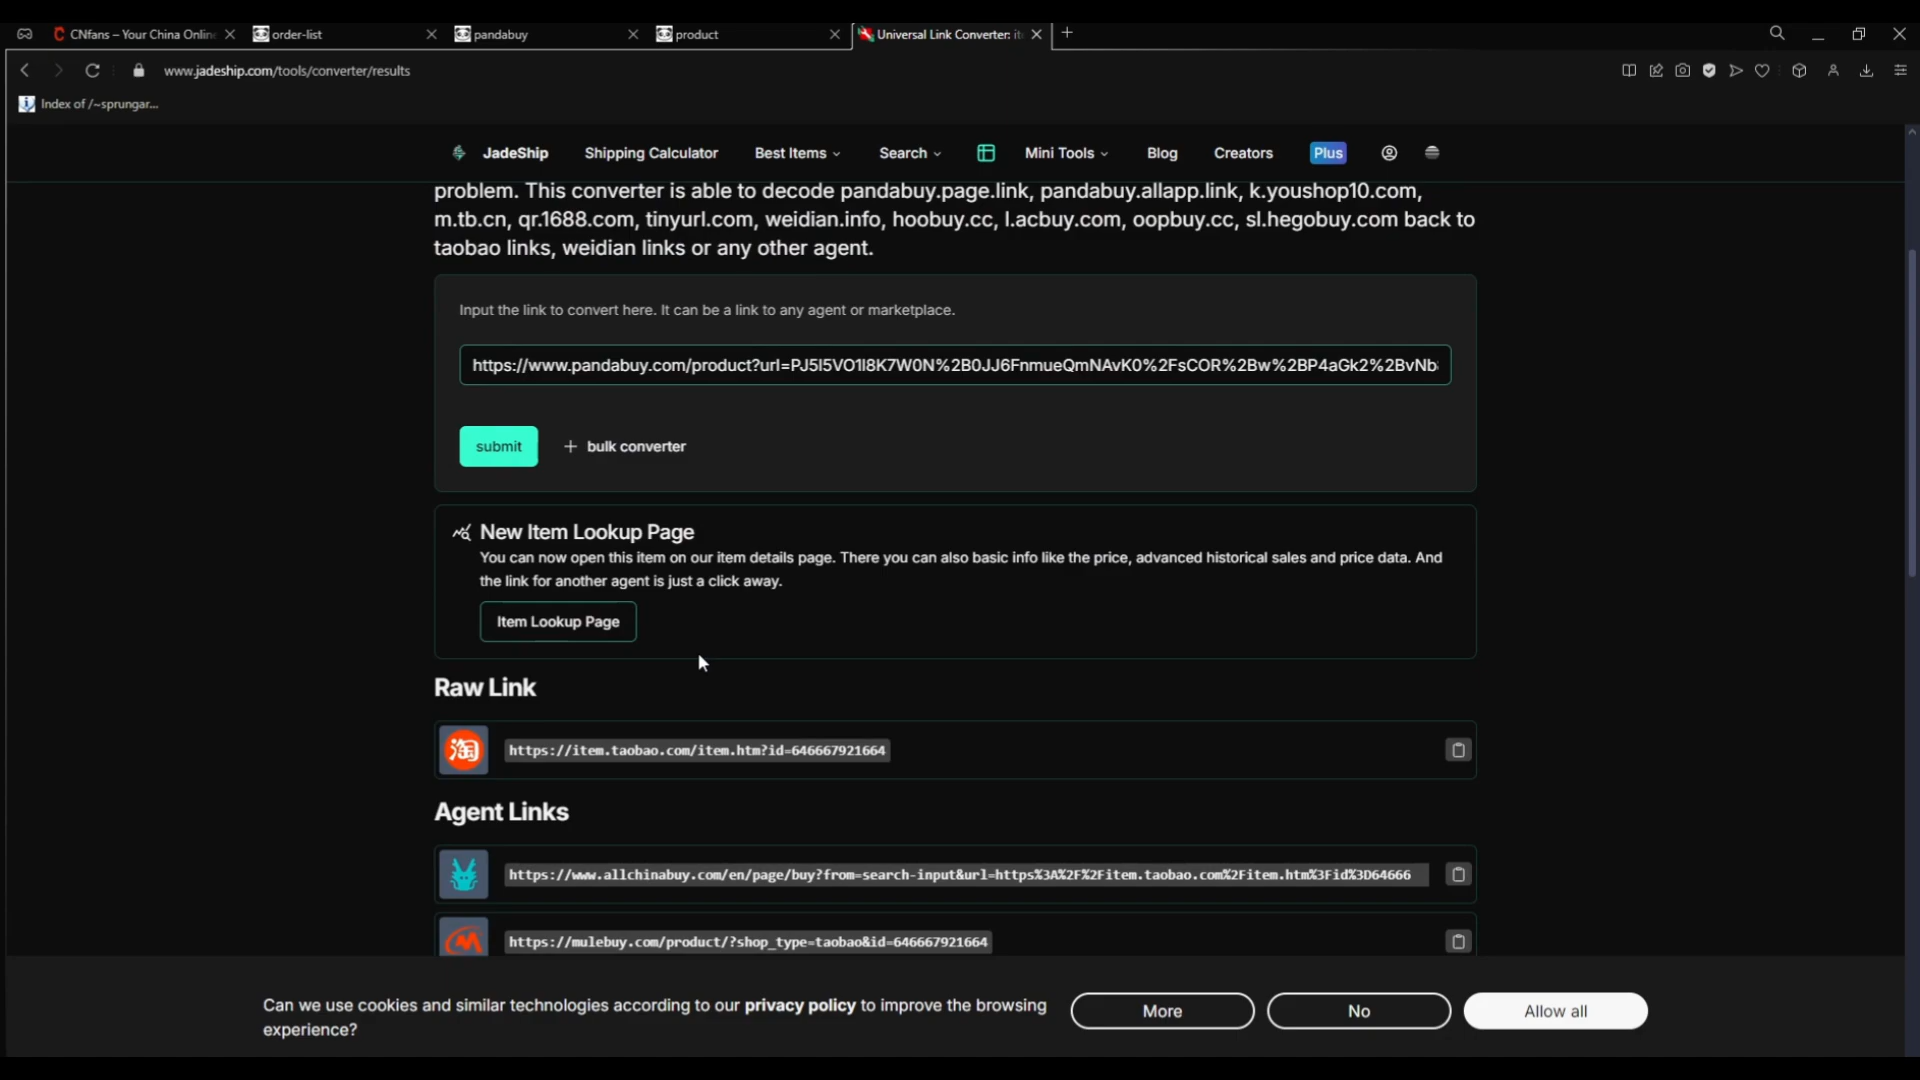 CNfans – Your China Online
order-list
pandabuy
product
Universal Link Converter: it
www.jadeship.com/tools/converter/results
Index of /~sprungar...
JadeShip
Shipping Calculator
Best Items
Search
Mini Tools
Blog
Creators
Plus
problem. This converter is able to decode pandabuy.page.link, pandabuy.allapp.link, k.youshop10.com,
m.tb.cn, qr.1688.com, tinyurl.com, weidian.info, hoobuy.cc, l.acbuy.com, oopbuy.cc, sl.hegobuy.com back to
taobao links, weidian links or any other agent.
Input the link to convert here. It can be a link to any agent or marketplace.
https://www.pandabuy.com/product?url=PJ5I5VO1I8K7W0N%2B0JJ6FnmueQmNAvK0%2FsCOR%2Bw%2BP4aGk2%2BvNb
submit
+ bulk converter
New Item Lookup Page
You can now open this item on our item details page. There you can also basic info like the price, advanced historical sales and price data. And
the link for another agent is just a click away.
Item Lookup Page
Raw Link
淘
https://item.taobao.com/item.htm?id=646667921664
Agent Links
https://www.allchinabuy.com/en/page/buy?from=search-input&url=https%3A%2F%2Fitem.taobao.com%2Fitem.htm%3Fid%3D64666
https://mulebuy.com/product/?shop_type=taobao&id=646667921664
Can we use cookies and similar technologies according to our privacy policy to improve the browsing
experience?
More
No
Allow all